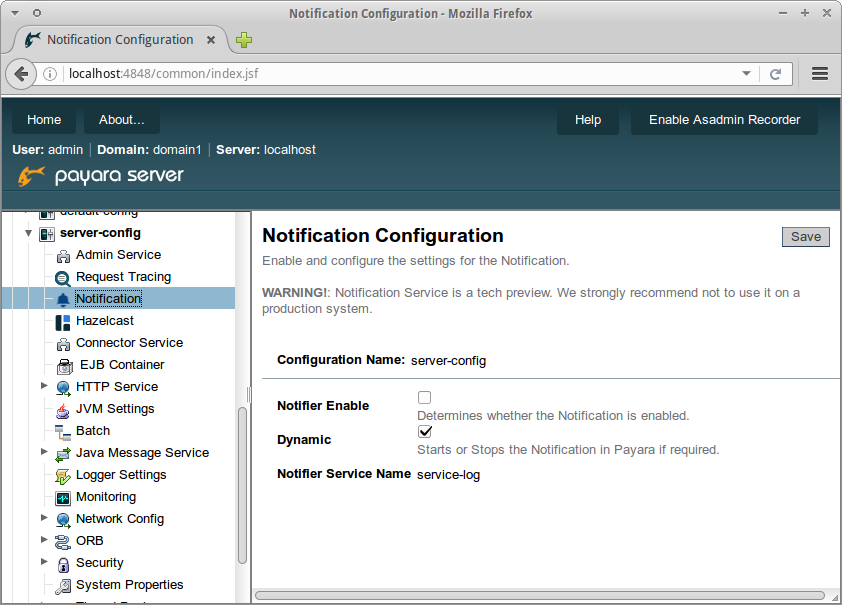 Notification Configuration - Mozilla Firefox
Notification Configuration
localhost:4848/common/index.jsf
Home About... Help Enable Asadmin Recorder
User: admin | Domain: domain1 | Server: localhost
payara server
default-config
server-config
Admin Service
Request Tracing
Notification
Hazelcast
Connector Service
EJB Container
HTTP Service
JVM Settings
Batch
Java Message Service
Logger Settings
Monitoring
Network Config
ORB
Security
System Properties
Notification Configuration
Save
Enable and configure the settings for the Notification.
WARNING!: Notification Service is a tech preview. We strongly recommend not to use it on a
production system.
Configuration Name: server-config
Notifier Enable
Determines whether the Notification is enabled.
Dynamic
Starts or Stops the Notification in Payara if required.
Notifier Service Name service-log